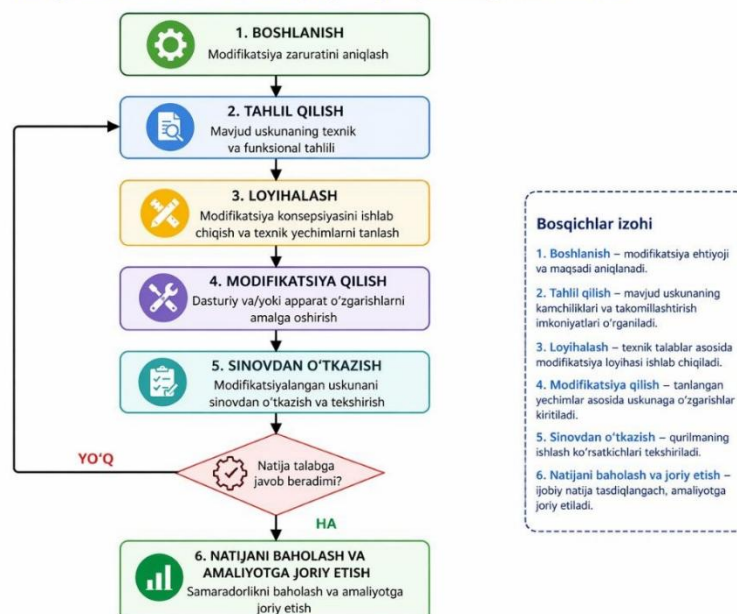 1. BOSHLANISH
Modifikatsiya zaruratini aniqlash
2. TAHLIL QILISH
Mavjud uskunaning texnik
va funksional tahlili
3. LOYIHALASH
Modifikatsiya konsepsiyasini ishlab
chiqish va texnik yechimlarni tanlash
4. MODIFIKATSIYA QILISH
Dasturiy va/yoki apparat o‘zgarishlarni
amalga oshirish
5. SINOVDAN O‘TKAZISH
Modifikatsiyalangan uskunani
sinovdan o‘tkazish va tekshirish
YO‘Q
Natija talabga
javob beradimi?
HA
6. NATIJANI BAHOLASH VA
AMALIYOTGA JORIY ETISH
Samaradorlikni baholash va amaliyotga
joriy etish
Bosqichlar izohi
1. Boshlanish – modifikatsiya ehtiyoji
va maqsadi aniqlanadi.
2. Tahlil qilish – mavjud uskunaning
kamchiliklari va takomillashtirish
imkoniyatlari o‘rganiladi.
3. Loyihalash – texnik talablar asosida
modifikatsiya loyihasi ishlab chiqiladi.
4. Modifikatsiya qilish – tanlangan
yechimlar asosida uskunaga o‘zgarishlar
kiritiladi.
5. Sinovdan o‘tkazish – qurilmaning
ishlash ko‘rsatkichlari tekshiriladi.
6. Natijani baholash va joriy etish –
ijobiy natija tasdiqlangach, amaliyotga
joriy etiladi.